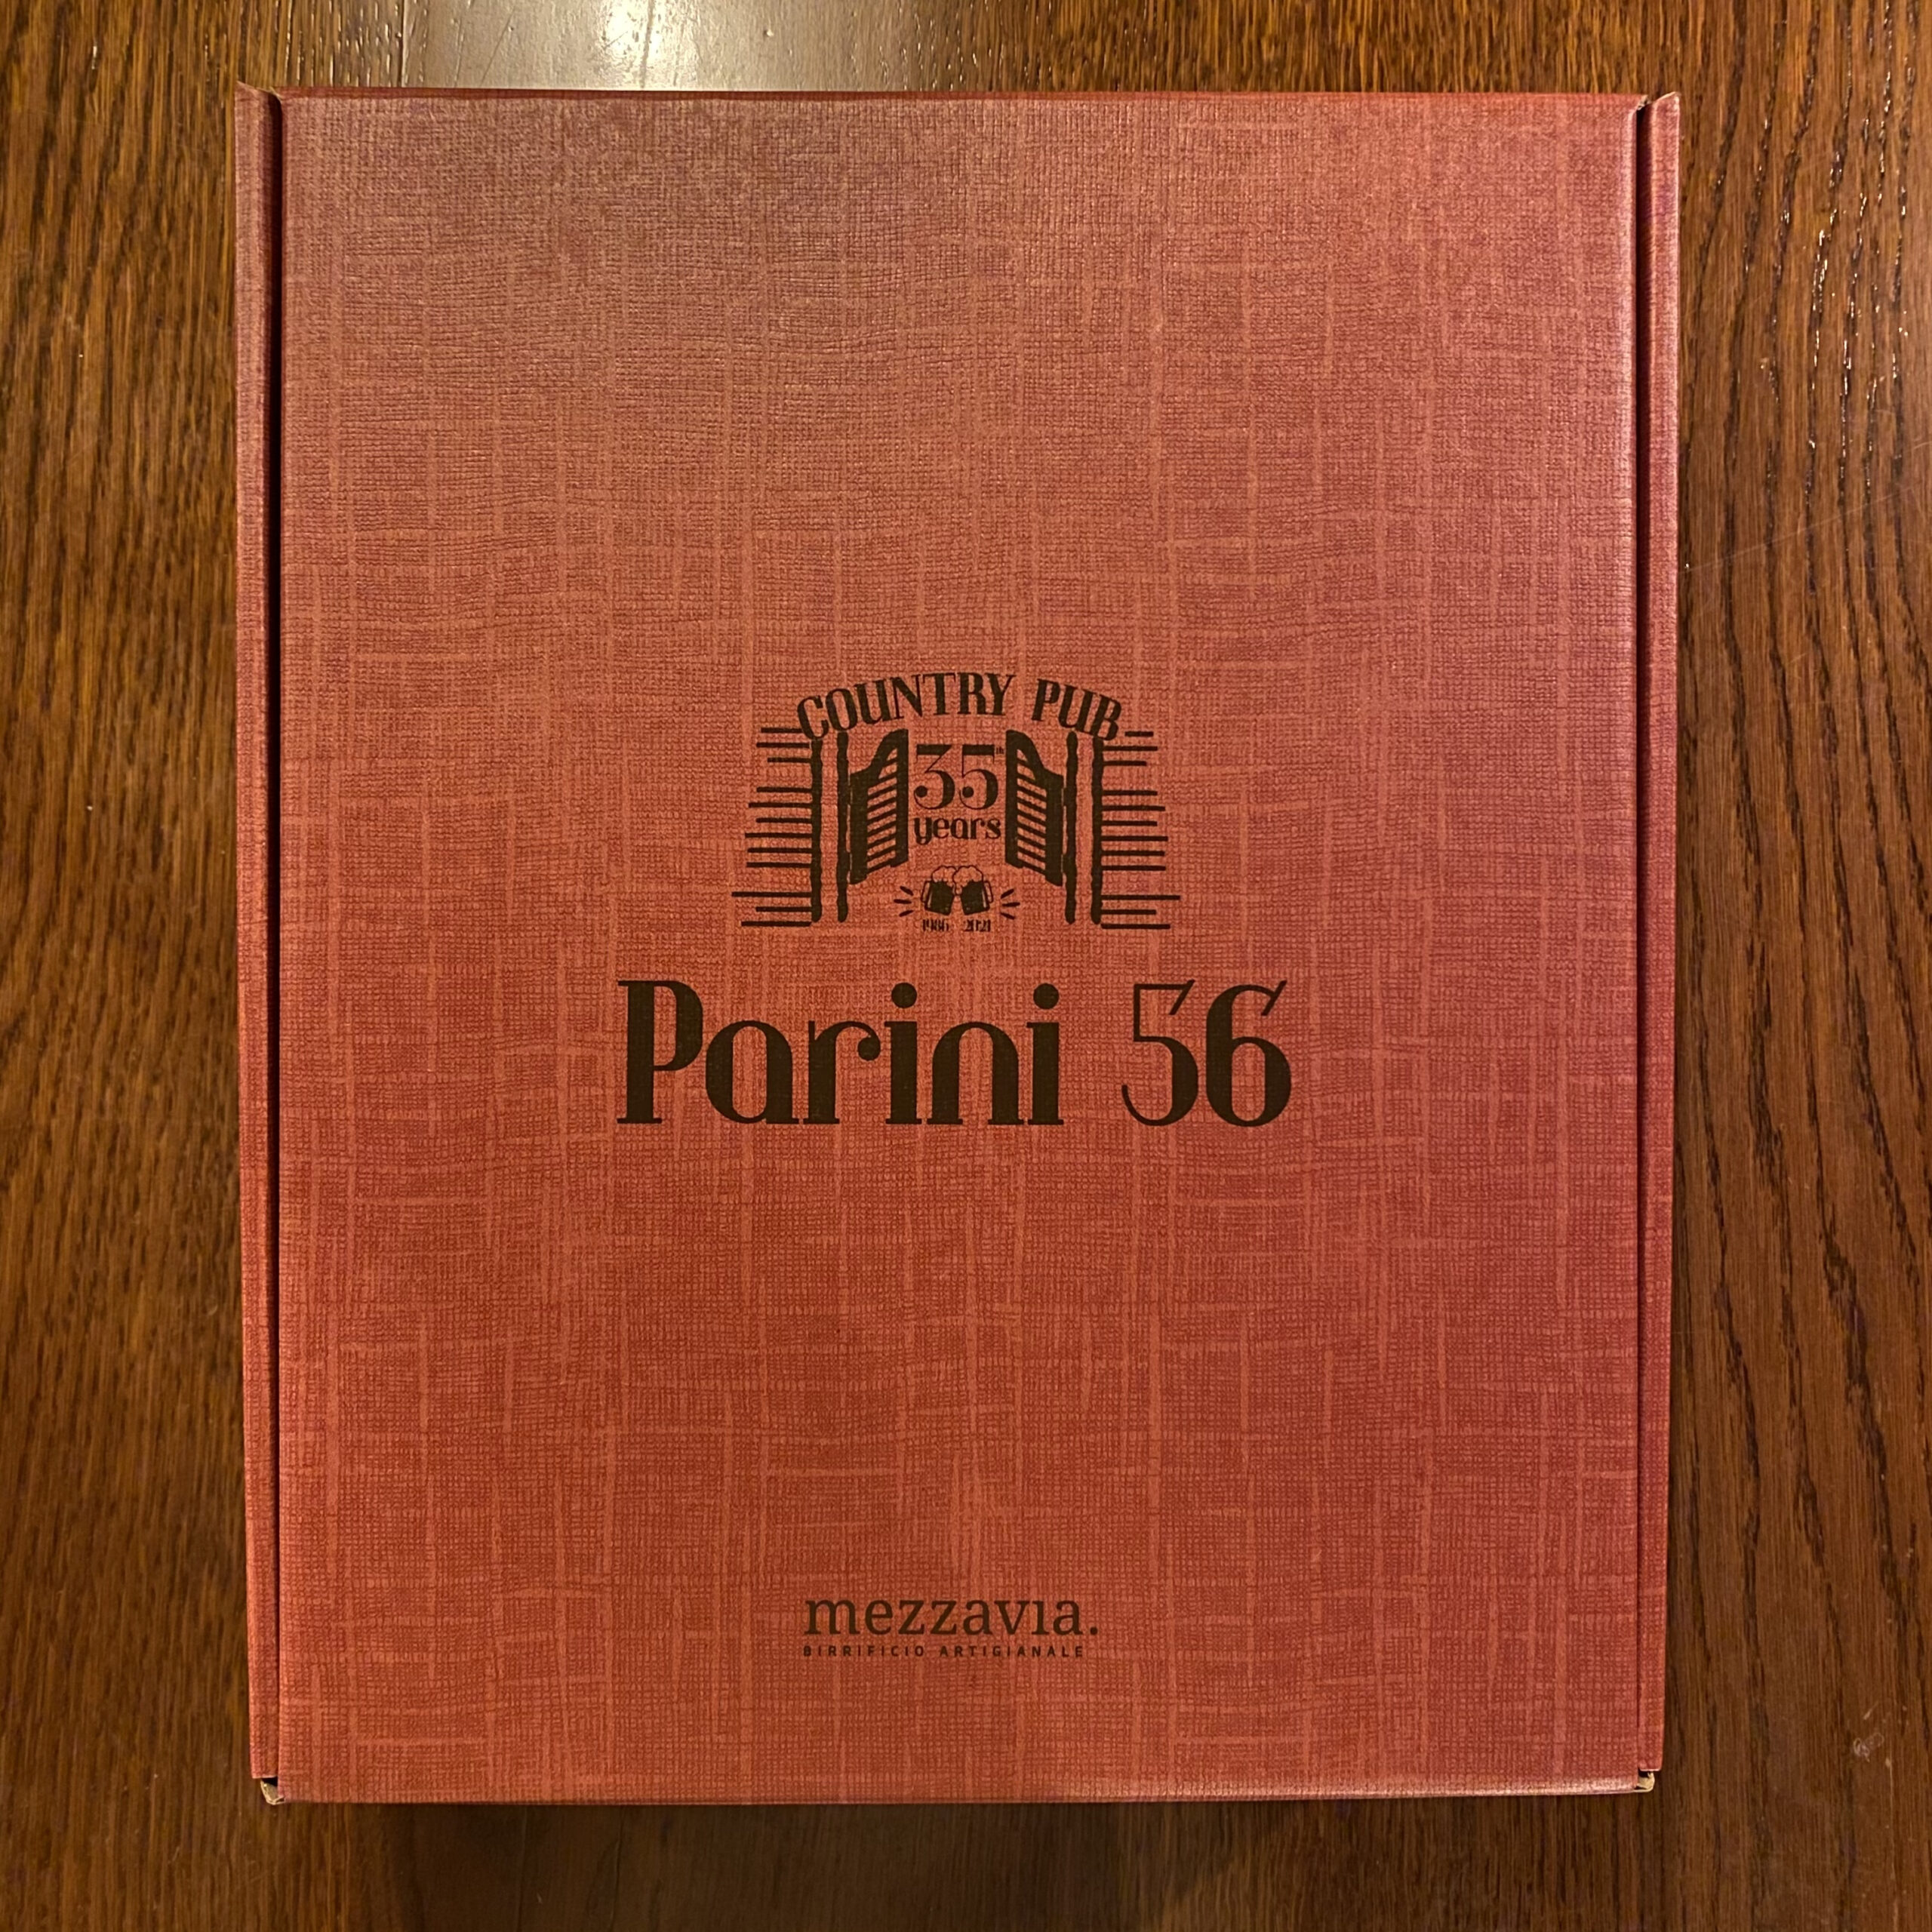 COUNTRY PUB
35th
years
1986 2021
Parini 56
mezzavia.
BIRRIFICIO ARTIGIANALE